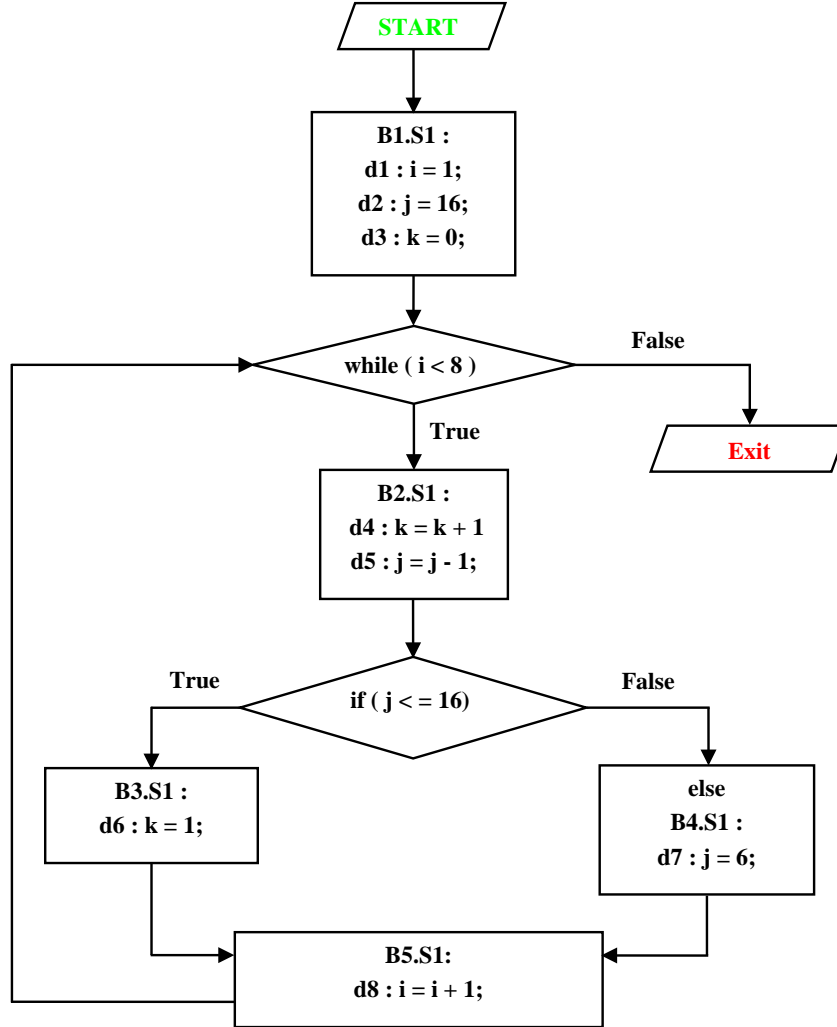 START
B1.S1 :
d1 : i = 1;
d2 : j = 16;
d3 : k = 0;
while ( i < 8 )
False
True
Exit
B2.S1 :
d4 : k = k + 1
d5 : j = j - 1;
if ( j < = 16)
True
False
B3.S1 :
d6 : k = 1;
else
B4.S1 :
d7 : j = 6;
B5.S1:
d8 : i = i + 1;